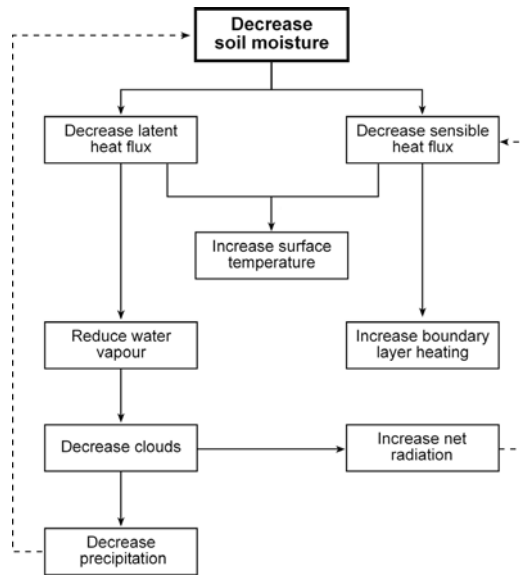 Decrease
soil moisture
Decrease latent
heat flux
Decrease sensible
heat flux
Increase surface
temperature
Reduce water
vapour
Increase boundary
layer heating
Decrease clouds
Increase net
radiation
Decrease
precipitation